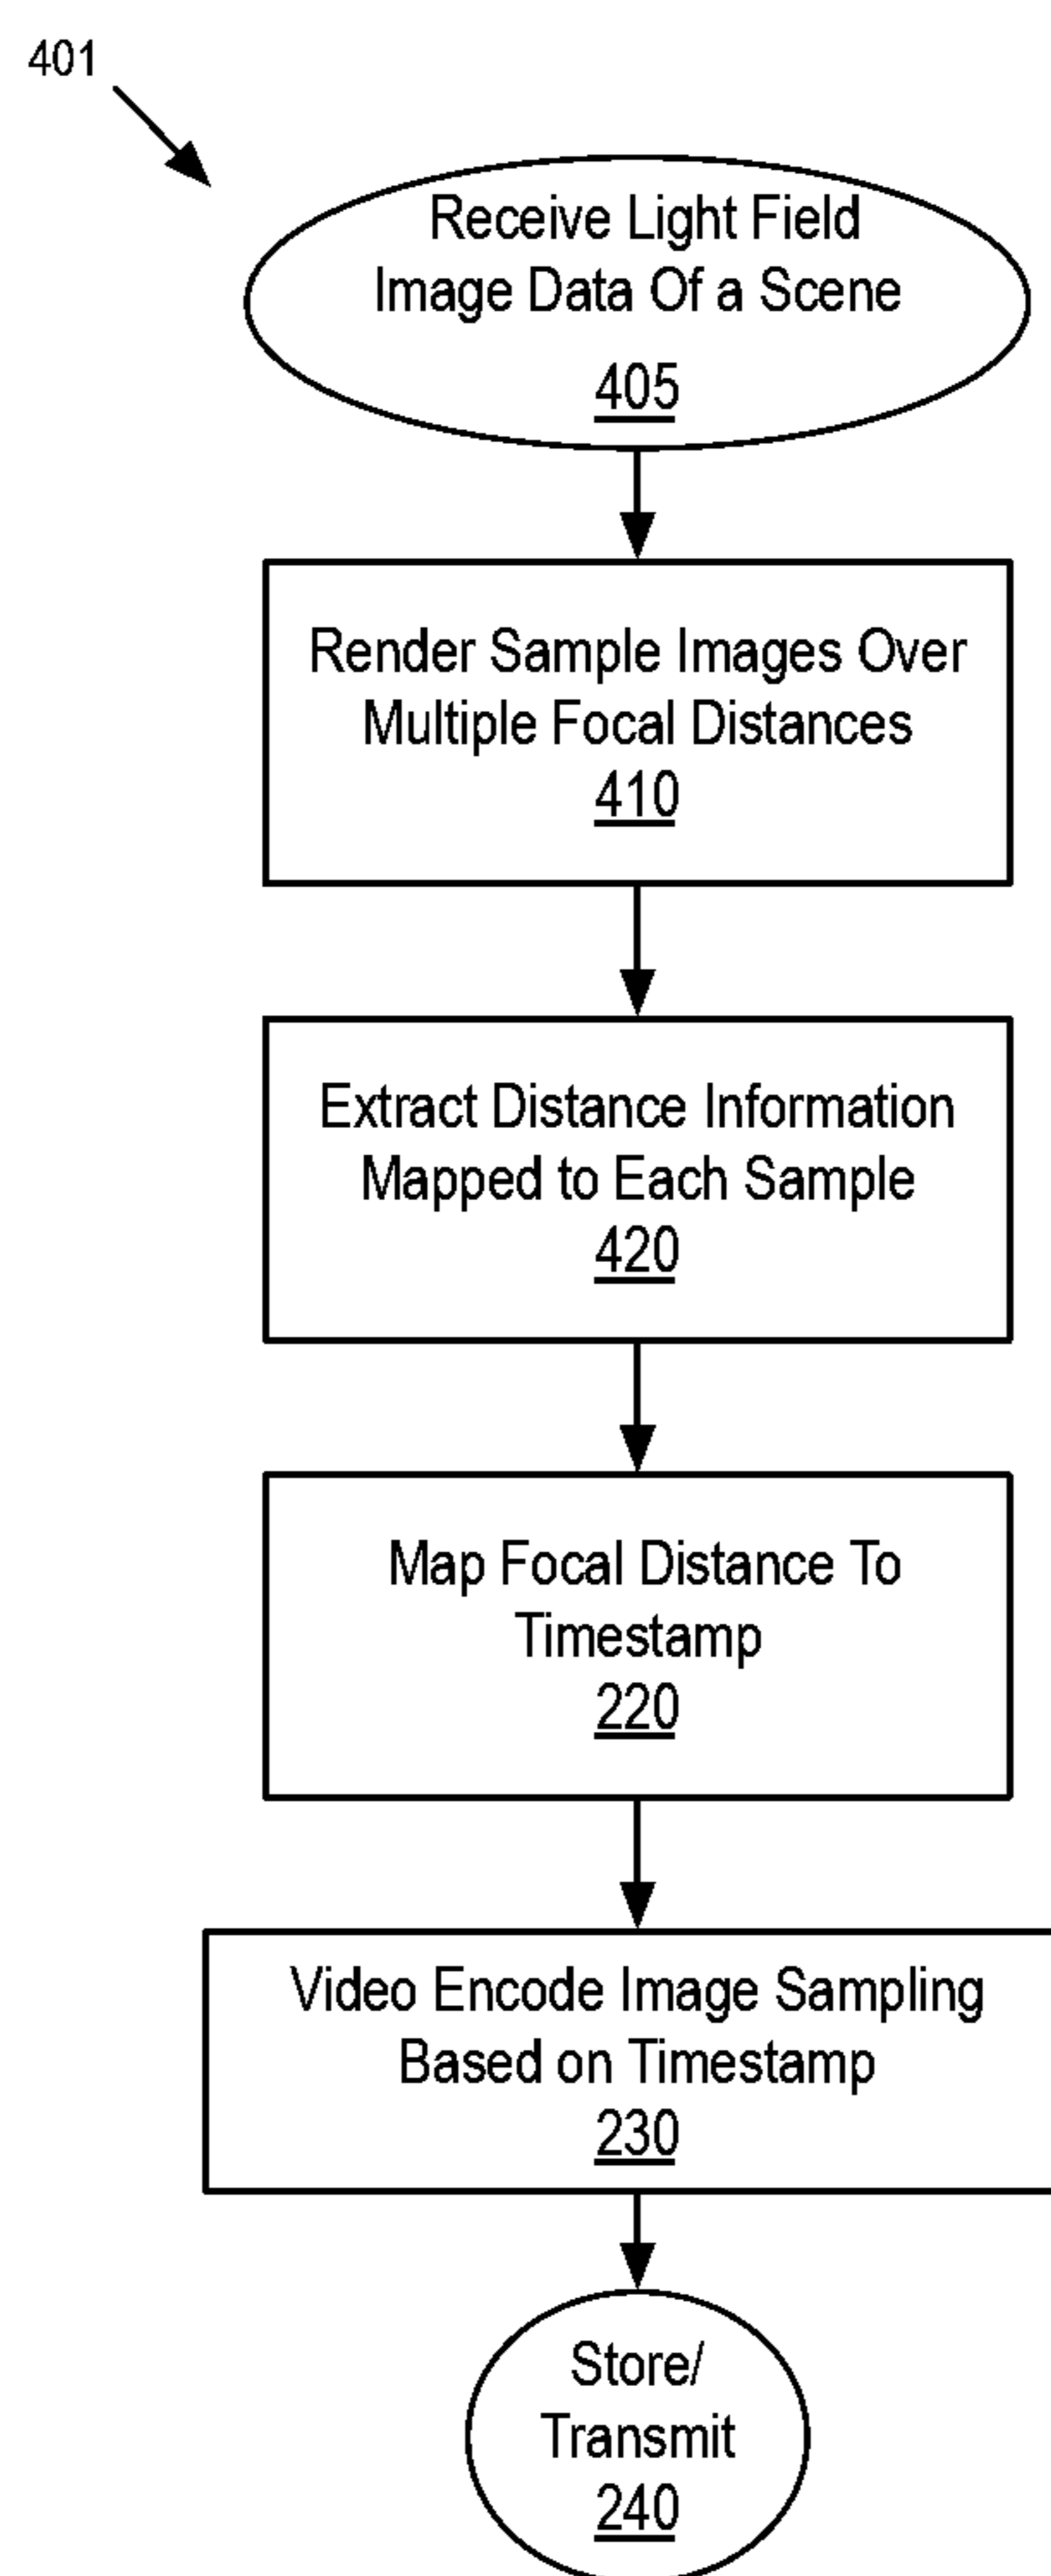 401
Receive Light Field
Image Data Of a Scene
405
Render Sample Images Over
Multiple Focal Distances
410
Extract Distance Information
Mapped to Each Sample
420
Map Focal Distance To
Timestamp
220
Video Encode Image Sampling
Based on Timestamp
230
Store/
Transmit
240